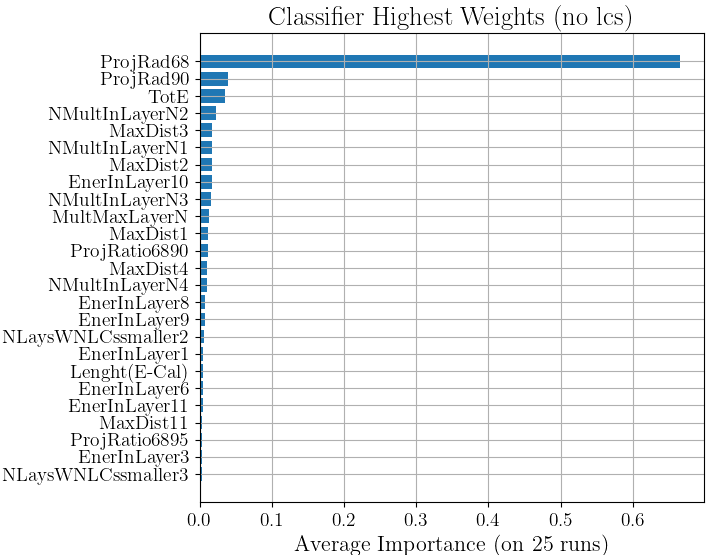 Classifier Highest Weights (no lcs)
ProjRad68
ProjRad90
TotE
NMultInLayerN2
MaxDist3
NMultInLayerN1
MaxDist2
EnerInLayer10
NMultInLayerN3
MultMaxLayerN
MaxDist1
ProjRatio6890
MaxDist4
NMultInLayerN4
EnerInLayer8
EnerInLayer9
NLaysWNLCssmaller2
EnerInLayer1
Lenght(E-Cal)
EnerInLayer6
EnerInLayer11
MaxDist11
ProjRatio6895
EnerInLayer3
NLaysWNLCssmaller3
0.0 0.1 0.2 0.3 0.4 0.5 0.6
Average Importance (on 25 runs)